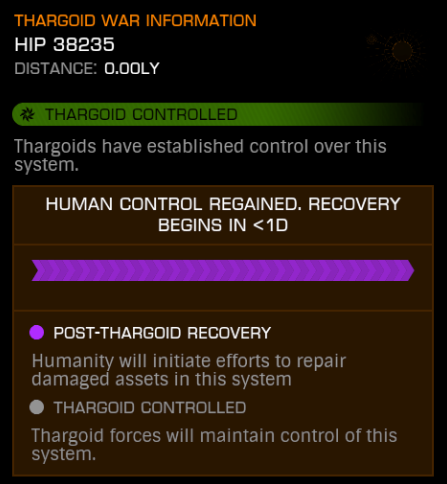 THARGOID WAR INFORMATION
HIP 38235
DISTANCE: 0.00LY
THARGOID CONTROLLED
Thargoids have established control over this
system.
HUMAN CONTROL REGAINED. RECOVERY
BEGINS IN <1D
POST-THARGOID RECOVERY
Humanity will initiate efforts to repair
damaged assets in this system
THARGOID CONTROLLED
Thargoid forces will maintain control of this
system.